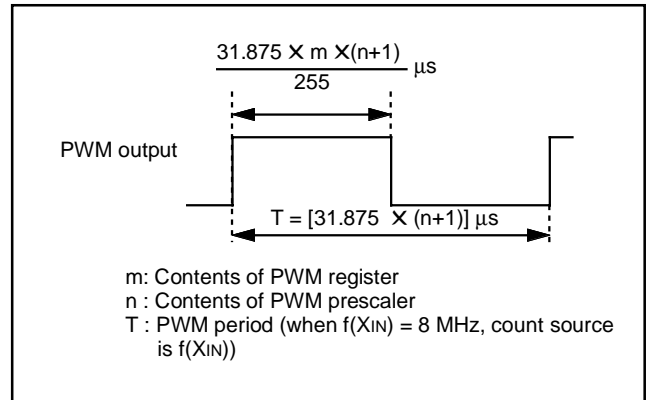 31.875 × m ×(n+1)
255
μs
PWM output
T = [31.875 × (n+1)] μs
m: Contents of PWM register
n : Contents of PWM prescaler
T : PWM period (when f(XIN) = 8 MHz, count source
is f(XIN))